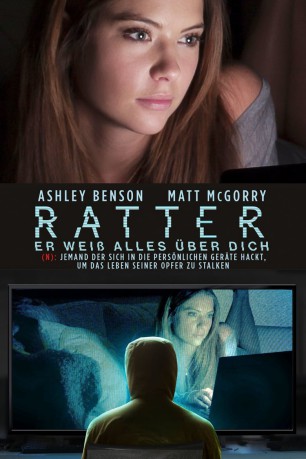 ASHLEY BENSON MATT McGORRY
RATTER
ER WEIß ALLES ÜBER DICH
(N): JEMAND DER SICH IN DIE PERSÖNLICHEN GERÄTE HACKT,
UM DAS LEBEN SEINER OPFER ZU STALKEN